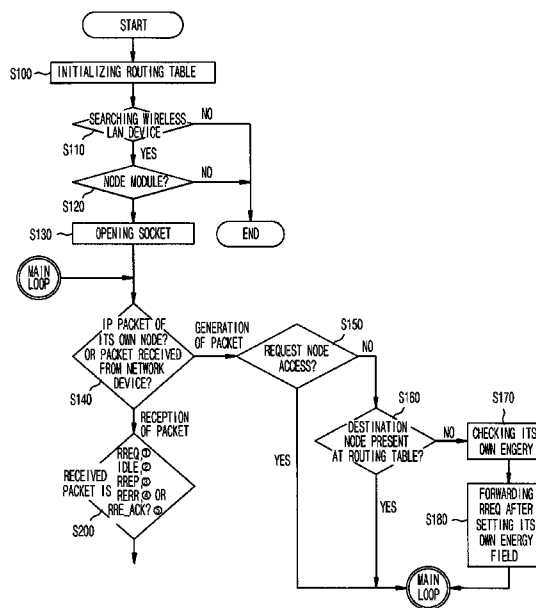 START
S100
INITIALIZING ROUTING TABLE
SEARCHING WIRELESS
LAN DEVICE
NO
S110
YES
NODE MODULE?
NO
S120
S130
OPENING SOCKET
END
MAIN
LOOP
IP PACKET OF
ITS OWN NODE?
OR PACKET RECEIVED
FROM NETWORK
DEVICE?
S140
GENERATION
OF PACKET
S150
REQUEST NODE
ACCESS?
NO
S160
DESTINATION
NODE PRESENT
AT ROUTING TABLE?
NO
S170
CHECKING ITS
OWN ENGERY
RECEPTION
OF PACKET
RREQ,①
IDLE,②
RREP,③
RECEIVED RERR ④ OR
PACKET IS RRE_ACK?⑤
S200
YES
YES
S180
FORWARDING
RREQ AFTER
SETTING ITS
OWN ENERGY
FIELD
MAIN
LOOP